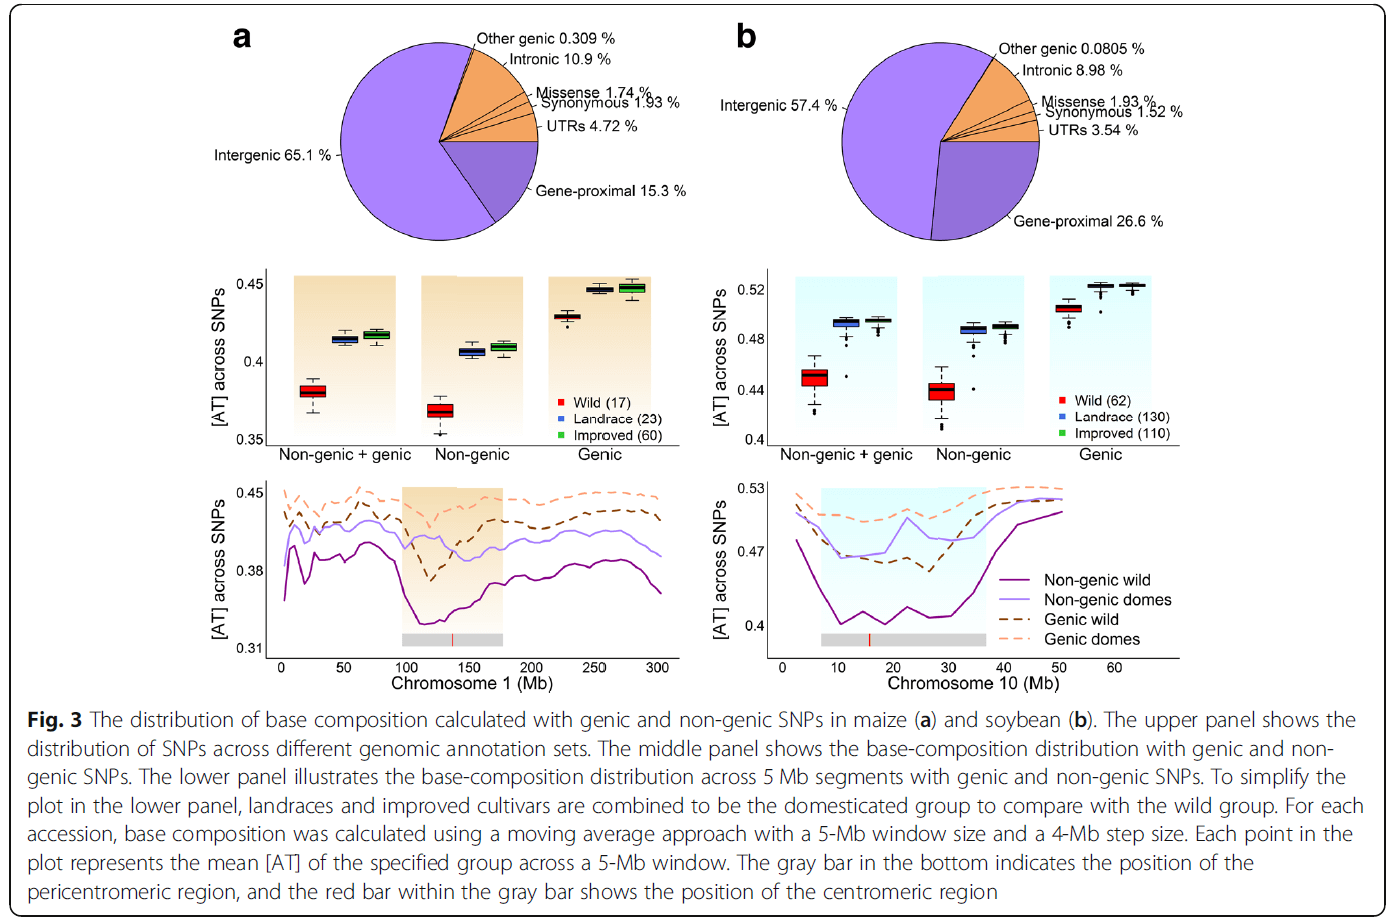 a
Other genic 0.309 %
Intronic 10.9 %
Missense 1.74 %
Synonymous 1.93 %
UTRs 4.72 %
Intergenic 65.1 %
Gene-proximal 15.3 %
b
Other genic 0.0805 %
Intronic 8.98 %
Missense 1.93 %
Synonymous 1.52 %
UTRs 3.54 %
Intergenic 57.4 %
Gene-proximal 26.6 %
[AT] across SNPs
0.45
0.4
0.35
Wild (17)
Landrace (23)
Improved (60)
Non-genic + genic
Non-genic
Genic
[AT] across SNPs
0.52
0.48
0.44
0.4
Wild (62)
Landrace (130)
Improved (110)
Non-genic + genic
Non-genic
Genic
[AT] across SNPs
0.45
0.38
0.31
0
50
100
150
200
250
300
Chromosome 1 (Mb)
[AT] across SNPs
0.53
0.47
0.4
Non-genic wild
Non-genic domes
Genic wild
Genic domes
0
10
20
30
40
50
60
Chromosome 10 (Mb)
Fig. 3 The distribution of base composition calculated with genic and non-genic SNPs in maize (a) and soybean (b). The upper panel shows the
distribution of SNPs across different genomic annotation sets. The middle panel shows the base-composition distribution with genic and non-
genic SNPs. The lower panel illustrates the base-composition distribution across 5 Mb segments with genic and non-genic SNPs. To simplify the
plot in the lower panel, landraces and improved cultivars are combined to be the domesticated group to compare with the wild group. For each
accession, base composition was calculated using a moving average approach with a 5-Mb window size and a 4-Mb step size. Each point in the
plot represents the mean [AT] of the specified group across a 5-Mb window. The gray bar in the bottom indicates the position of the
pericentromeric region, and the red bar within the gray bar shows the position of the centromeric region